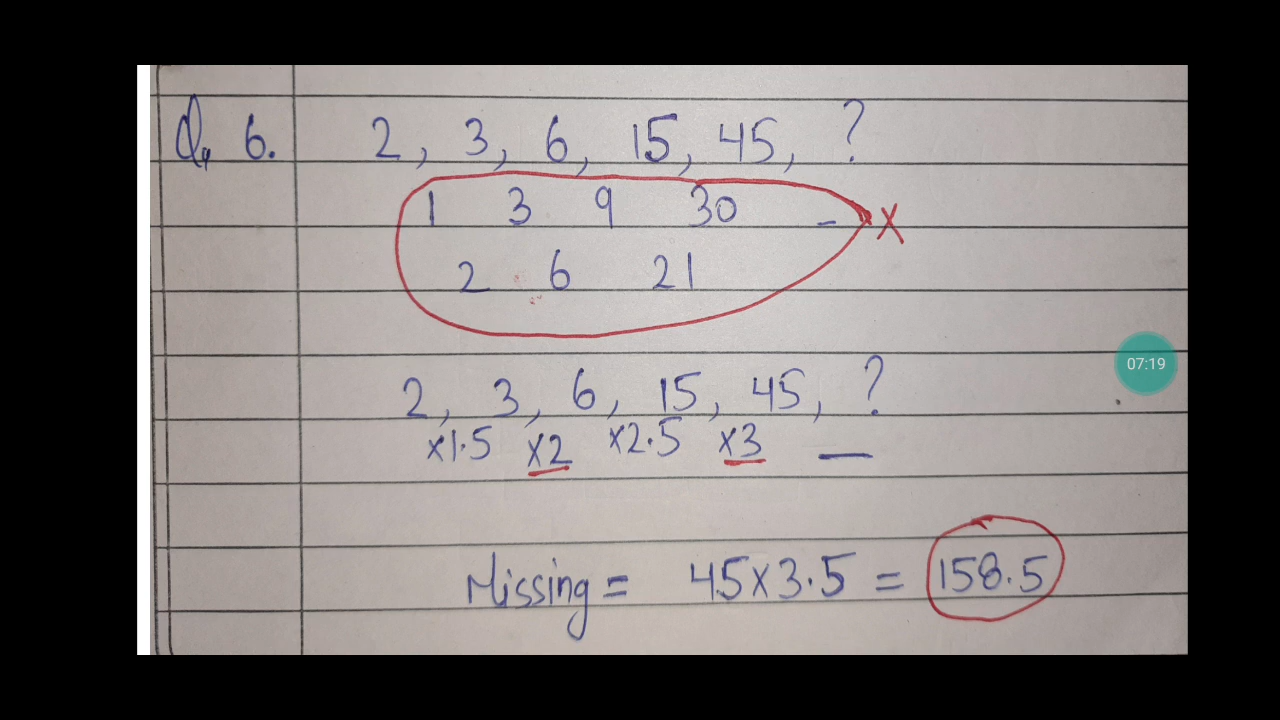 Q. 6. 2, 3, 6, 15, 45, ?
1 3 9 30 _ X
2 6 21
07:19
2, 3, 6, 15, 45, ?
x1.5 x2 x2.5 x3 _
Missing = 45x3.5 = 158.5